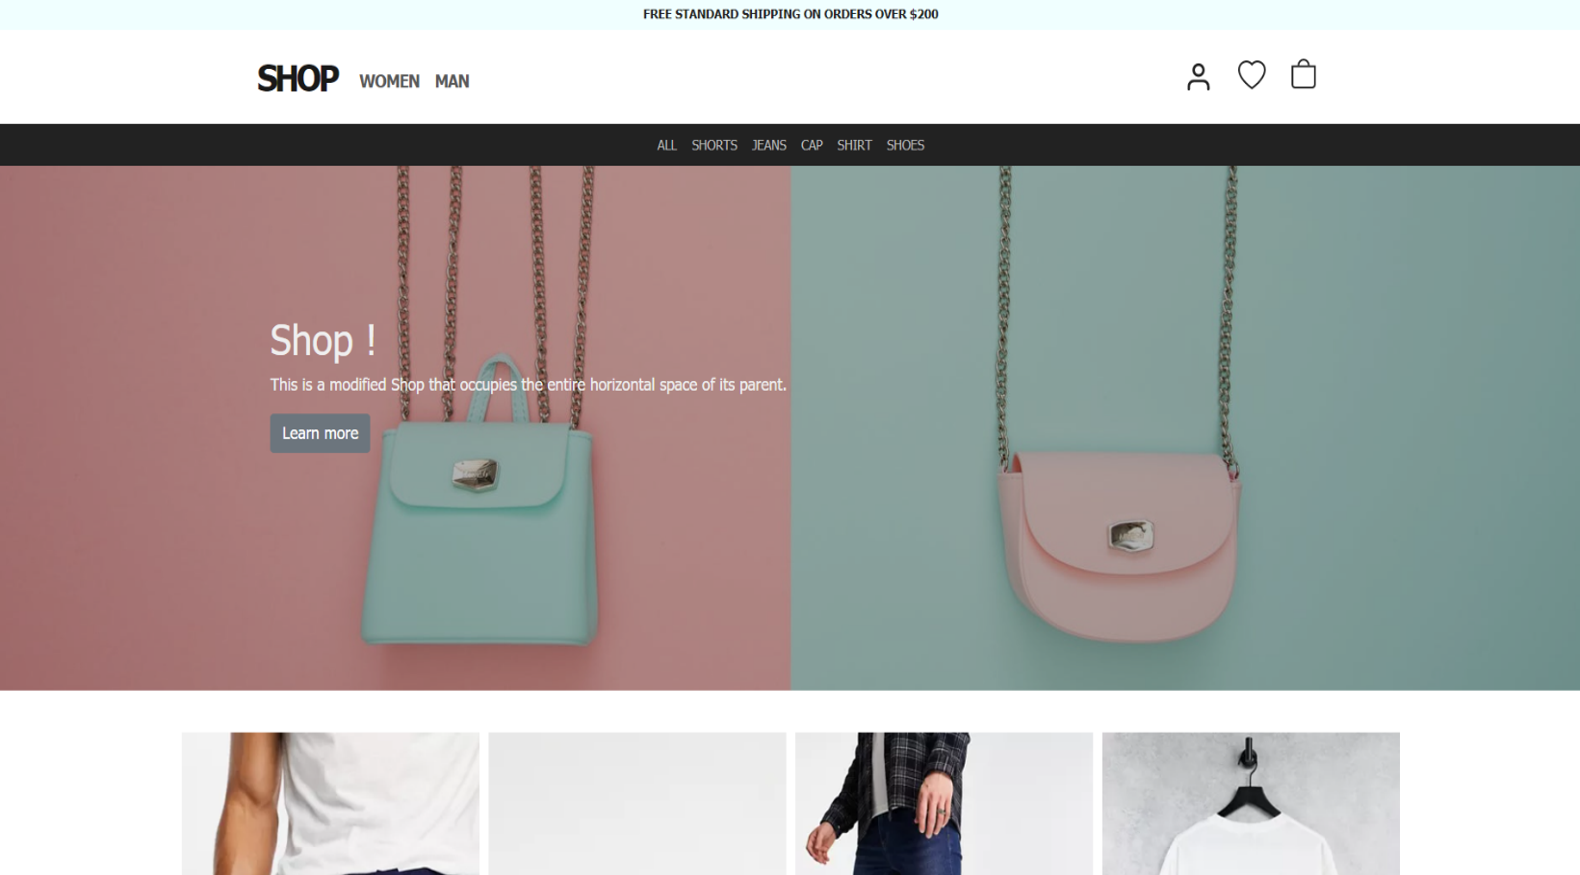 FREE STANDARD SHIPPING ON ORDERS OVER $200
SHOP WOMEN MAN
ALL SHORTS JEANS CAP SHIRT SHOES
Shop !
This is a modified Shop that occupies the entire horizontal space of its parent.
Learn more